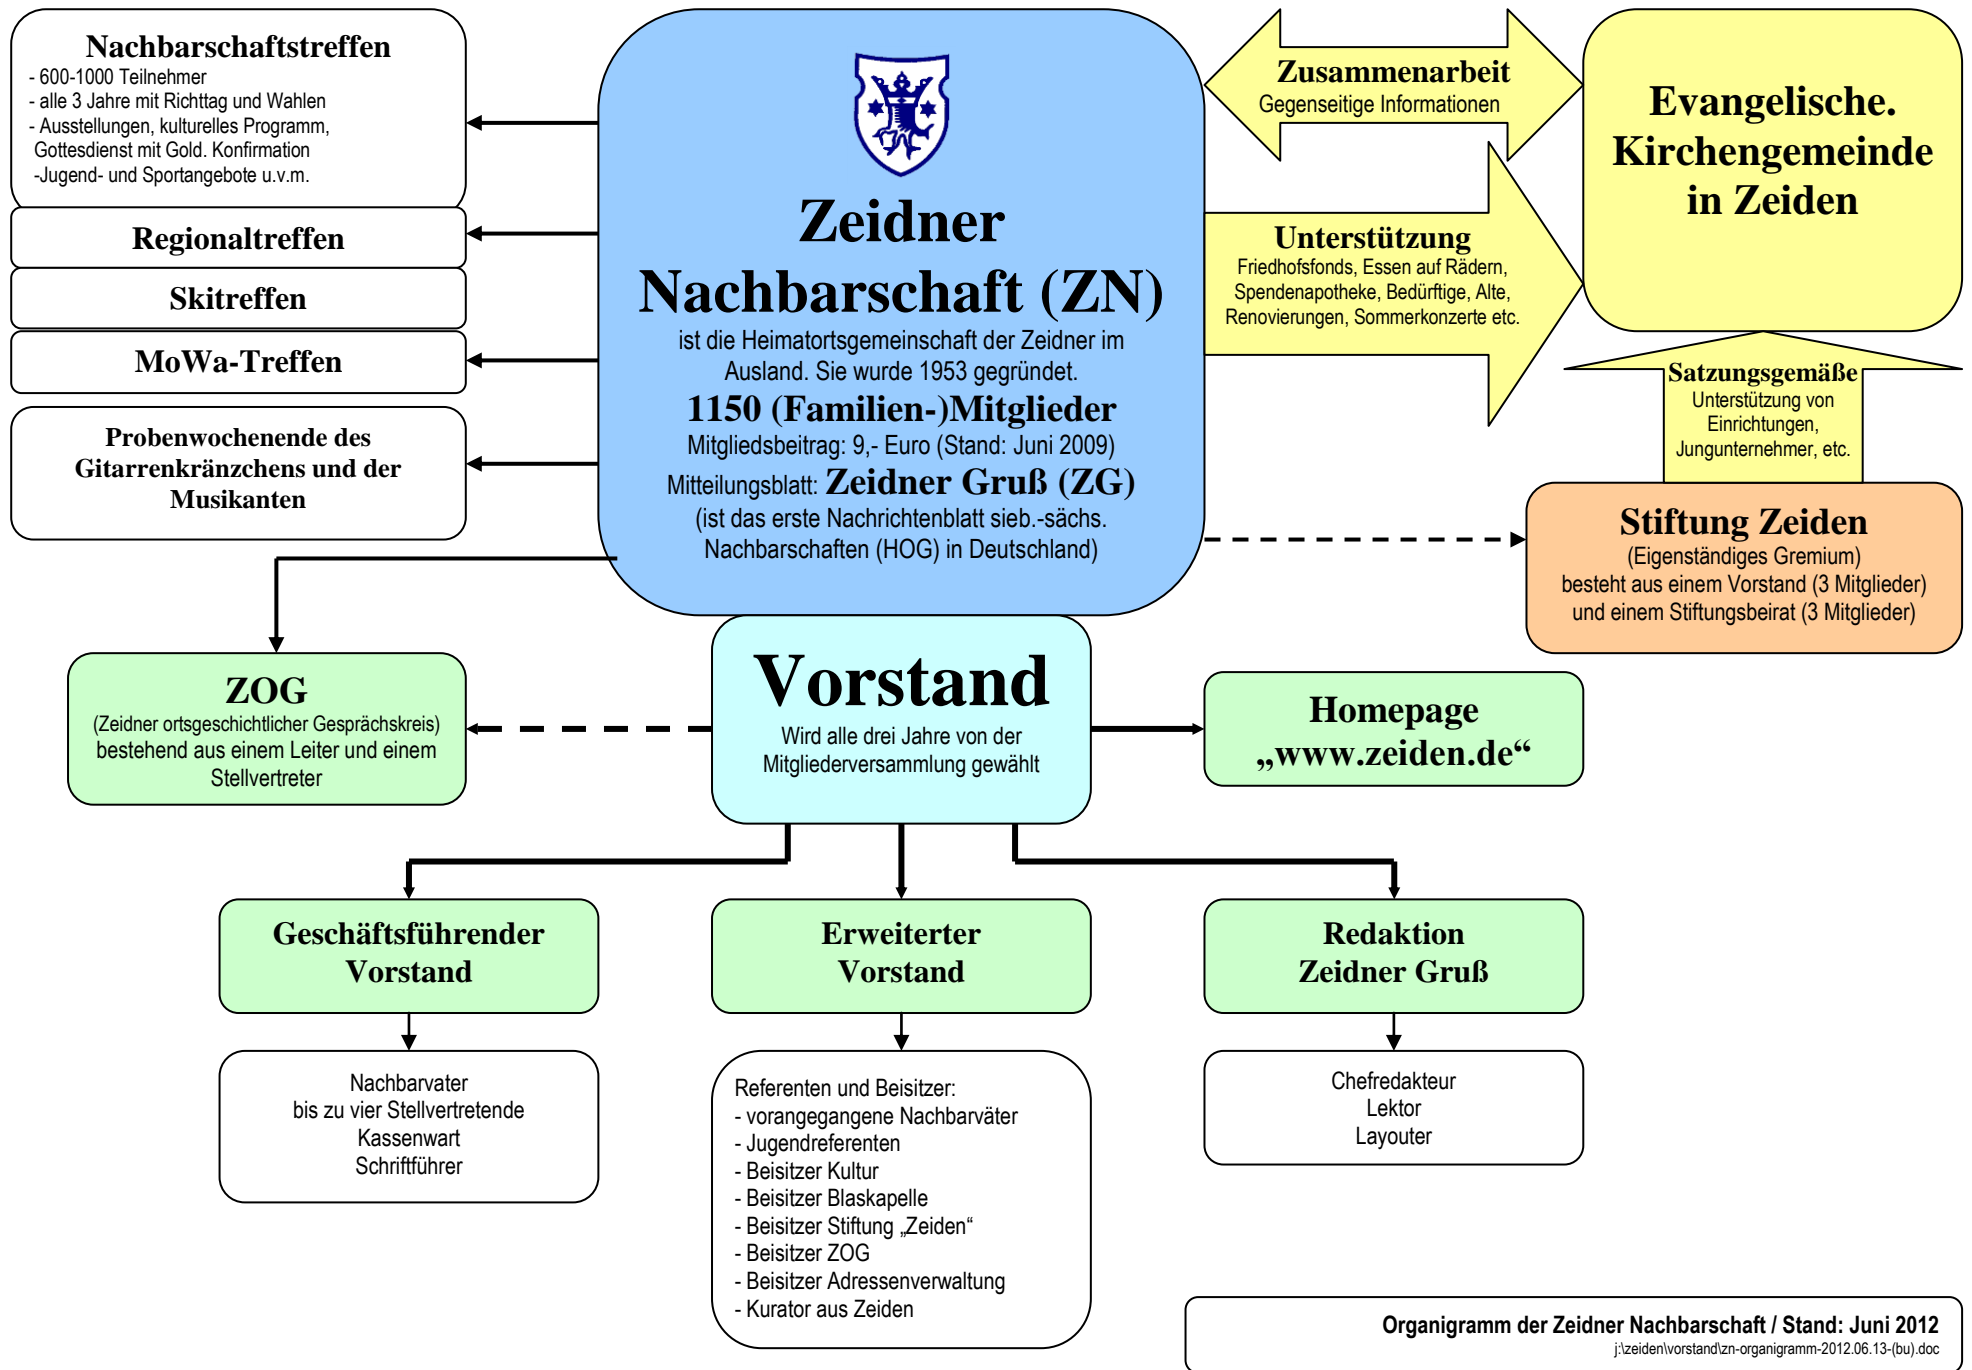 Nachbarschaftstreffen
- 600-1000 Teilnehmer
- alle 3 Jahre mit Richttag und Wahlen
- Ausstellungen, kulturelles Programm,
Gottesdienst mit Gold. Konfirmation
-Jugend- und Sportangebote u.v.m.
Regionaltreffen
Skitreffen
MoWa-Treffen
Probenwochenende des
Gitarrenkränzchens und der
Musikanten
Zeidner
Nachbarschaft (ZN)
ist die Heimatortsgemeinschaft der Zeidner im
Ausland. Sie wurde 1953 gegründet.
1150 (Familien-)Mitglieder
Mitgliedsbeitrag: 9,- Euro (Stand: Juni 2009)
Mitteilungsblatt: Zeidner Gruß (ZG)
(ist das erste Nachrichtenblatt sieb.-sächs.
Nachbarschaften (HOG) in Deutschland)
Zusammenarbeit
Gegenseitige Informationen
Unterstützung
Friedhofsfonds, Essen auf Rädern,
Spendenapotheke, Bedürftige, Alte,
Renovierungen, Sommerkonzerte etc.
Evangelische.
Kirchengemeinde
in Zeiden
Satzungsgemäße
Unterstützung von
Einrichtungen,
Jungunternehmer, etc.
Stiftung Zeiden
(Eigenständiges Gremium)
besteht aus einem Vorstand (3 Mitglieder)
und einem Stiftungsbeirat (3 Mitglieder)
ZOG
(Zeidner ortsgeschichtlicher Gesprächskreis)
bestehend aus einem Leiter und einem
Stellvertreter
Vorstand
Wird alle drei Jahre von der
Mitgliederversammlung gewählt
Homepage
„www.zeiden.de“
Geschäftsführender
Vorstand
Erweiterter
Vorstand
Redaktion
Zeidner Gruß
Nachbarvater
bis zu vier Stellvertretende
Kassenwart
Schriftführer
Referenten und Beisitzer:
- vorangegangene Nachbarväter
- Jugendreferenten
- Beisitzer Kultur
- Beisitzer Blaskapelle
- Beisitzer Stiftung „Zeiden“
- Beisitzer ZOG
- Beisitzer Adressenverwaltung
- Kurator aus Zeiden
Chefredakteur
Lektor
Layouter
Organigramm der Zeidner Nachbarschaft / Stand: Juni 2012
j:\zeiden\vorstand\zn-organigramm-2012.06.13-(bu).doc